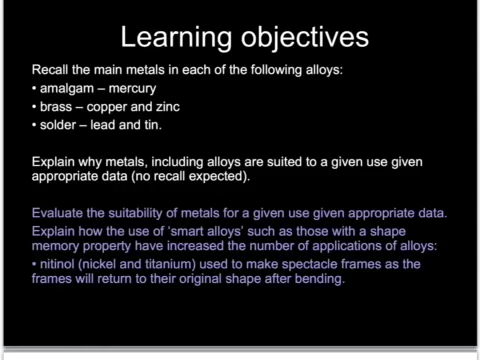 Learning objectives
Recall the main metals in each of the following alloys:
• amalgam – mercury
• brass – copper and zinc
• solder – lead and tin.
Explain why metals, including alloys are suited to a given use given
appropriate data (no recall expected).
Evaluate the suitability of metals for a given use given appropriate data.
Explain how the use of ‘smart alloys’ such as those with a shape
memory property have increased the number of applications of alloys:
• nitinol (nickel and titanium) used to make spectacle frames as the
frames will return to their original shape after bending.